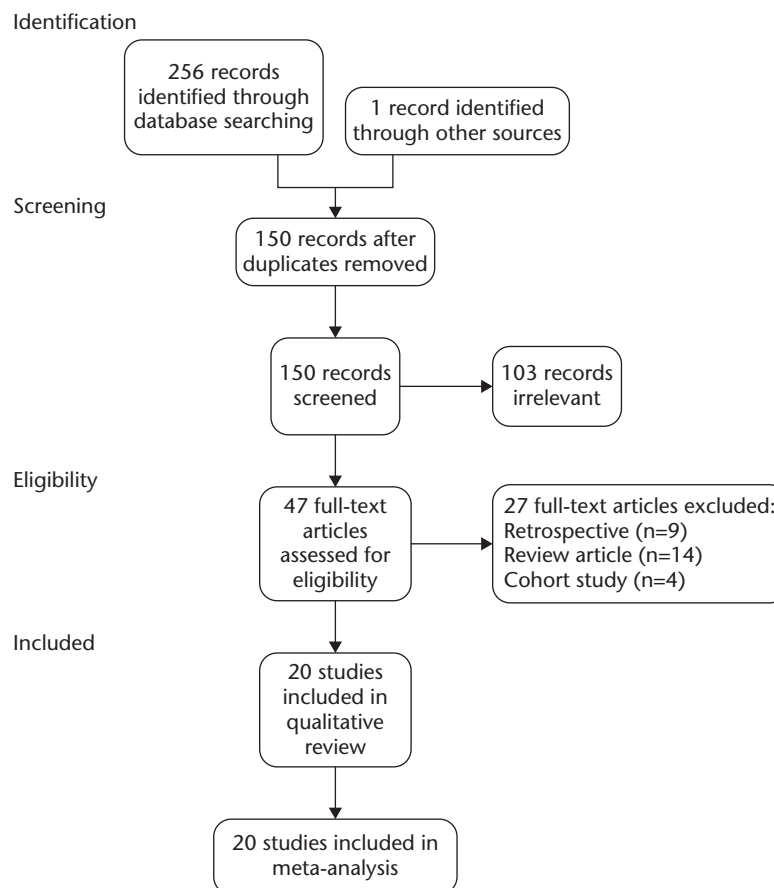 Identification
256 records
identified through
database searching
1 record identified
through other sources
Screening
150 records after
duplicates removed
150 records
screened
103 records
irrelevant
Eligibility
47 full-text
articles
assessed for
eligibility
27 full-text articles excluded:
Retrospective (n=9)
Review article (n=14)
Cohort study (n=4)
Included
20 studies
included in
qualitative
review
20 studies included in
meta-analysis